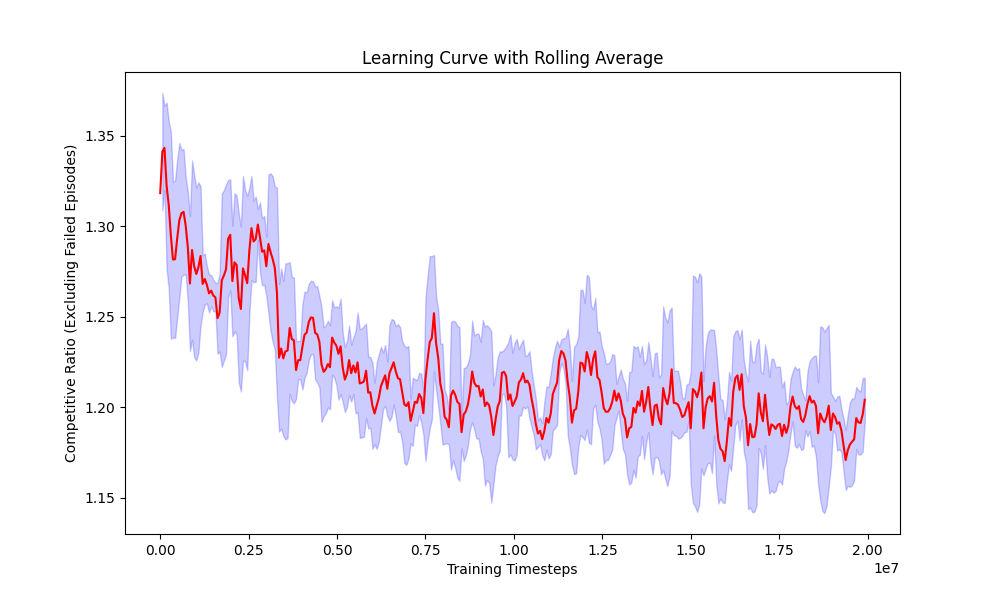 Learning Curve with Rolling Average
Competitive Ratio (Excluding Failed Episodes)
1.35
1.30
1.25
1.20
1.15
0.00 0.25 0.50 0.75 1.00 1.25 1.50 1.75 2.00
1e7
Training Timesteps